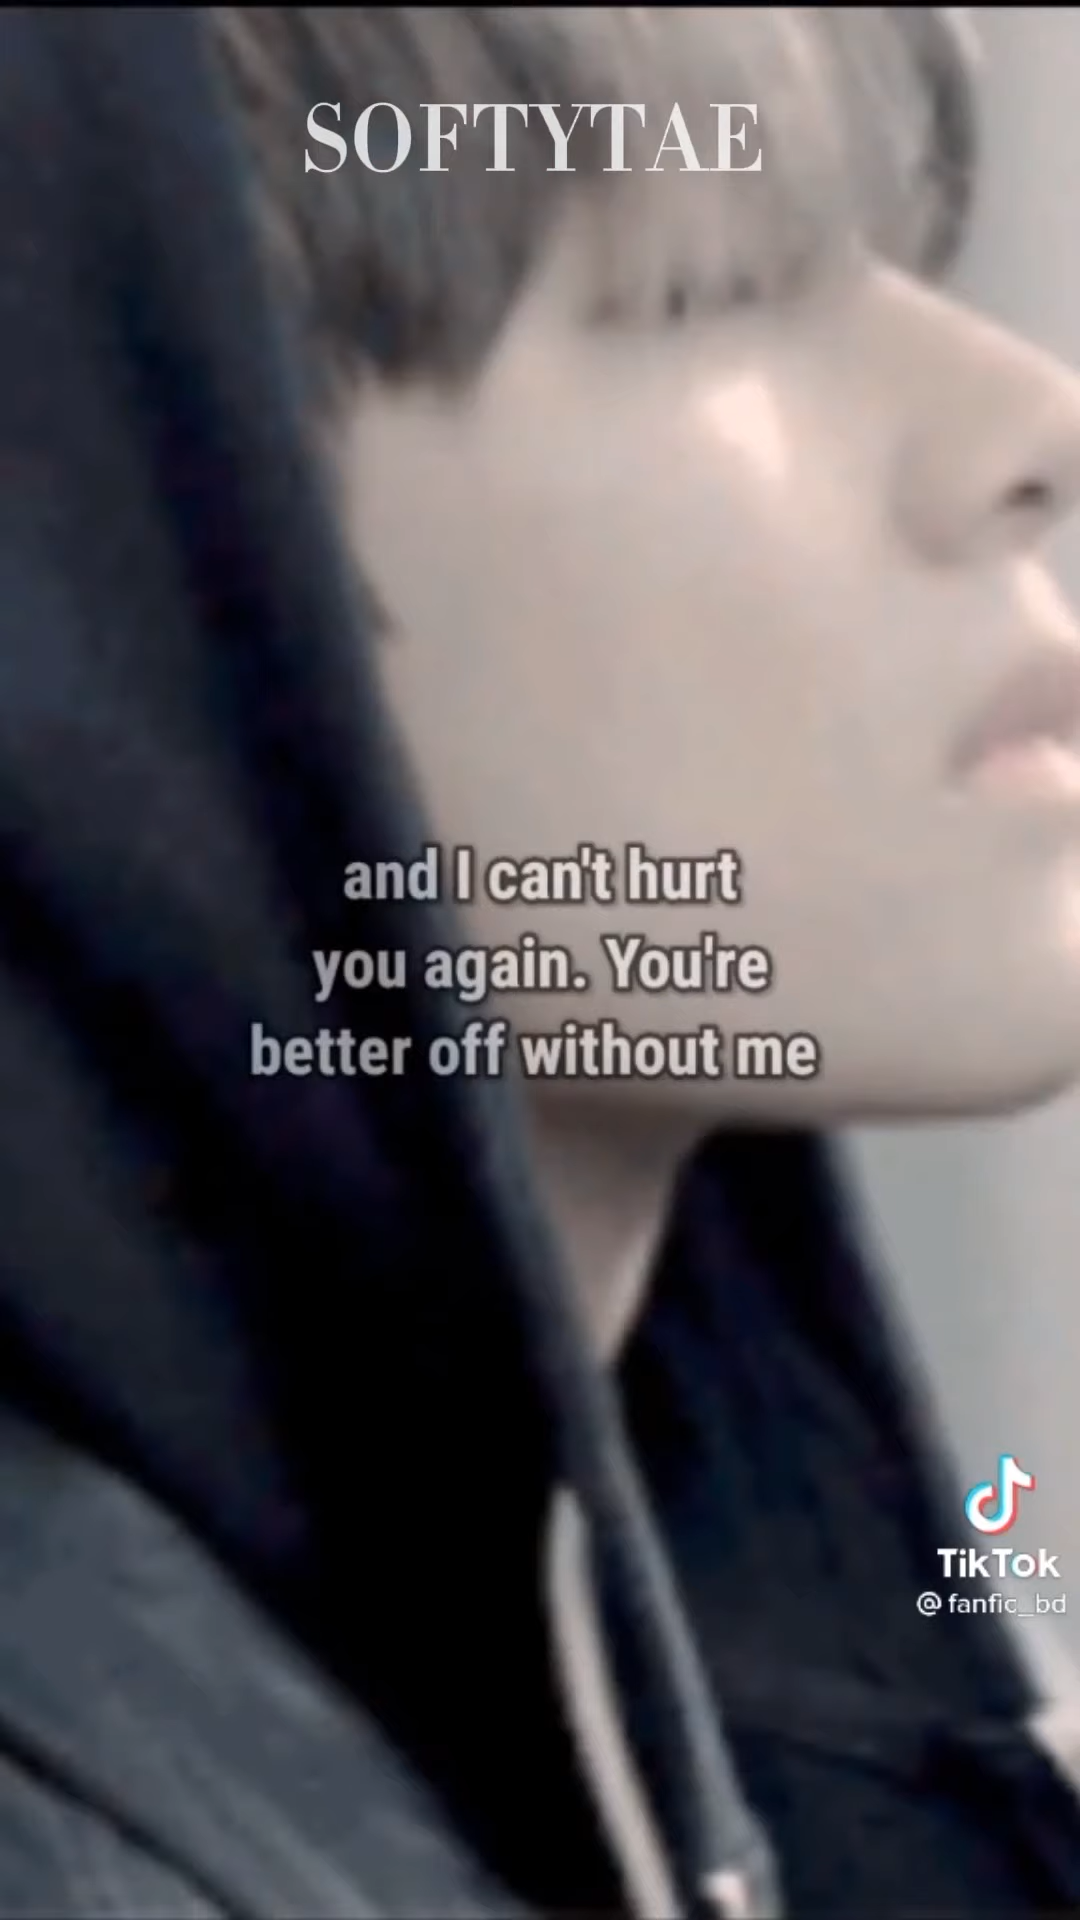 SOFTYTAE
and I can't hurt
you again. You're
better off without me
TikTok
@fanfic_bd